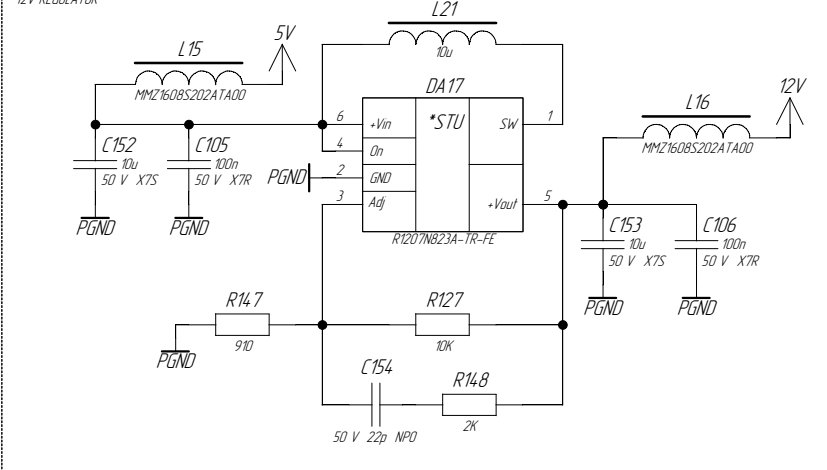 12V REGULATOR
L21
10u
5V
L15
MMZ1608S202ATA00
DA17
12V
L16
MMZ1608S202ATA00
6 +Vin *STU SW 1
4 On
2 GND
3 Adj +Vout 5
R1207N823A-TR-FE
C152
10u
50 V X7S
PGND
C105
100n
50 V X7R
PGND
PGND
C153
10u
50 V X7S
PGND
C106
100n
50 V X7R
PGND
R147
910
PGND
R127
10K
C154
50 V 22p NPO
R148
2K